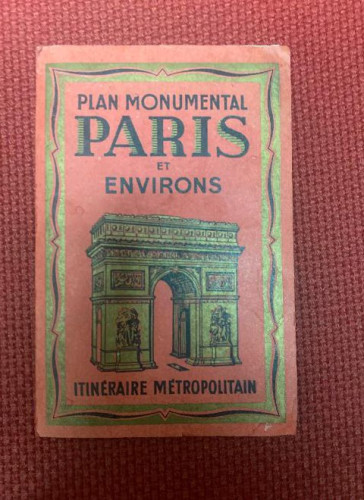 PLAN MONUMENTAL
PARIS
ET
ENVIRONS
ITINÉRAIRE MÉTROPOLITAIN